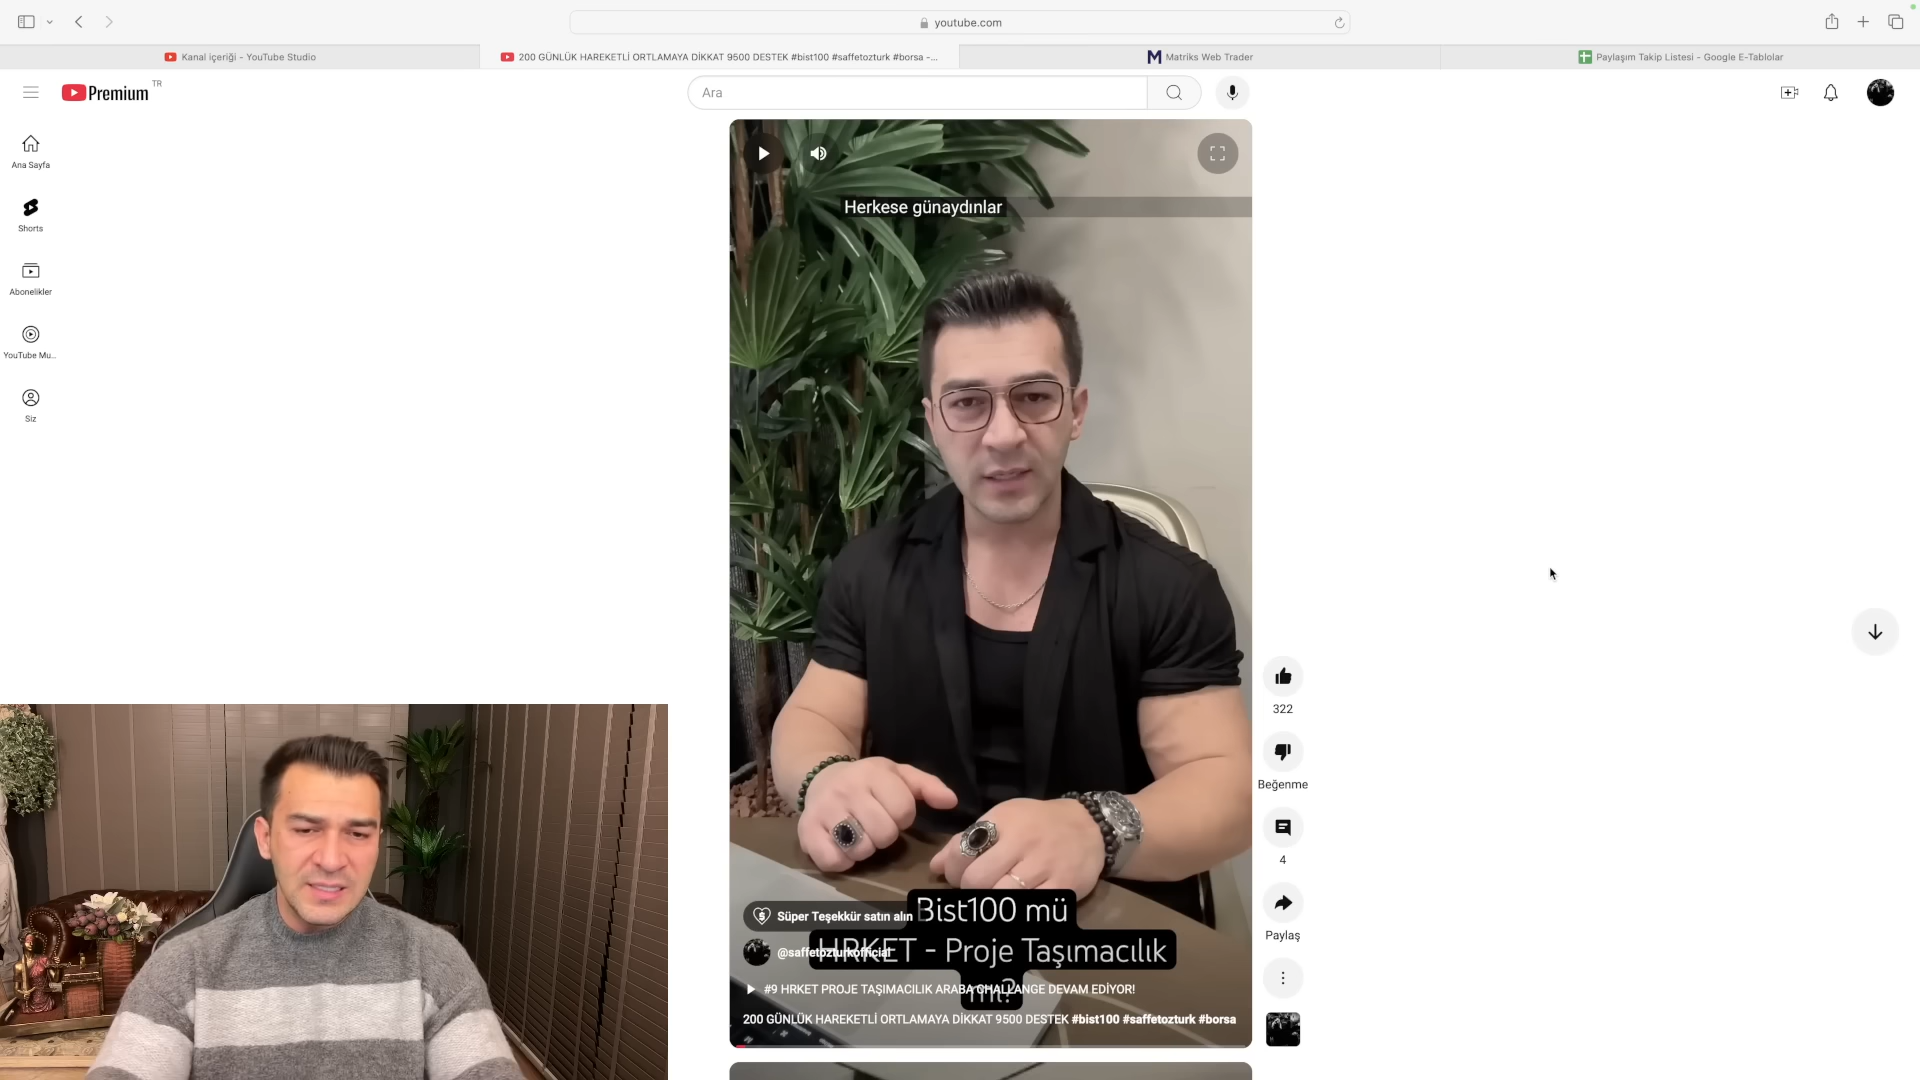 youtube.com
Kanal içeriği - YouTube Studio
200 GÜNLÜK HAREKETLİ ORTLAMAYA DİKKAT 9500 DESTEK #bist100 #saffetozturk #borsa -...
Matriks Web Trader
Paylaşım Takip Listesi - Google E-Tablolar
Premium TR
Ara
Ana Sayfa
Shorts
Abonelikler
YouTube Mu...
Siz
Herkese günaydınlar
322
Beğenme
4
Paylaş
Süper Teşekkür satın alın
Bist100 mü
HRKET - Proje Taşımacılık
mı?
@saffetozturkofficial
#9 HRKET PROJE TAŞIMACILIK ARABA CHALLANGE DEVAM EDİYOR!
200 GÜNLÜK HAREKETLİ ORTLAMAYA DİKKAT 9500 DESTEK #bist100 #saffetozturk #borsa